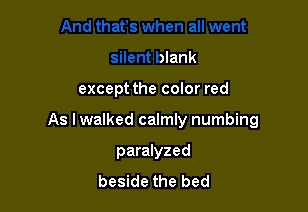 And that's when all went
silent blank
except the color red
As I walked calmly numbing
paralyzed
beside the bed